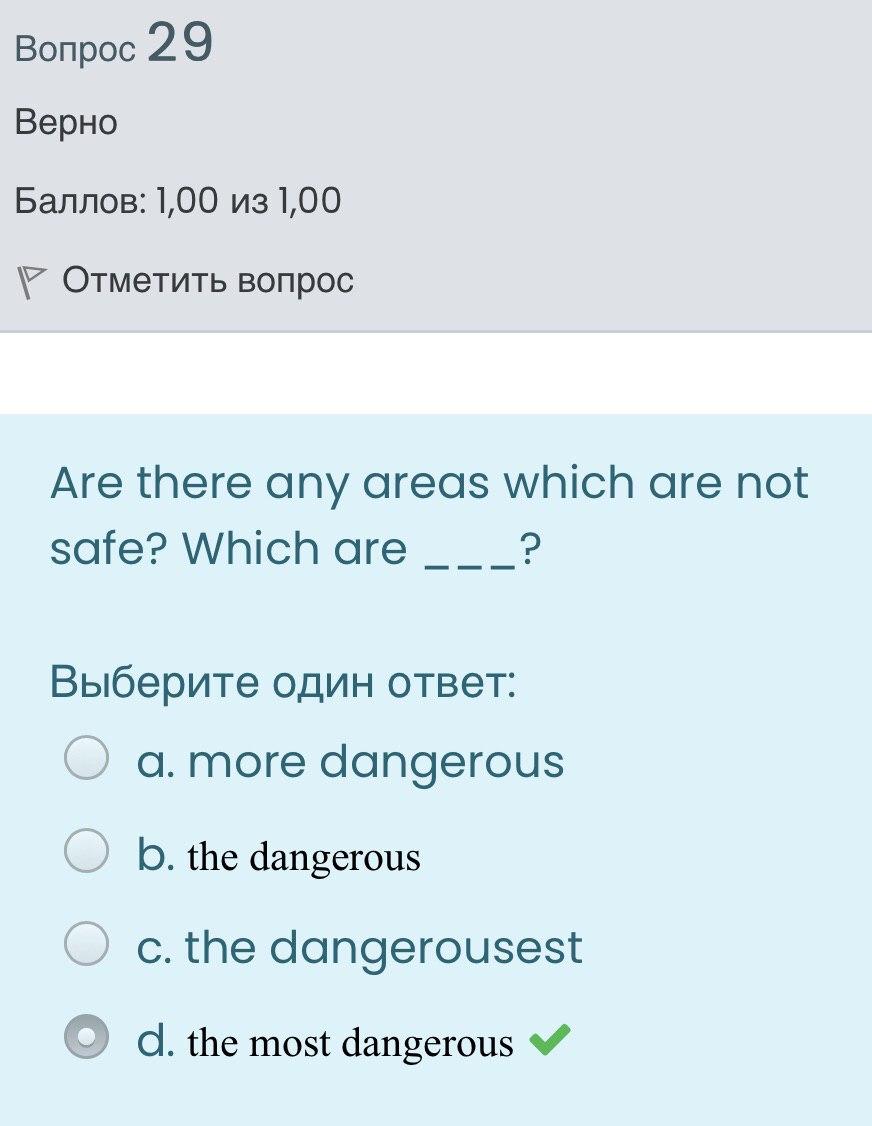 Вопрос 29
Верно
Баллов: 1,00 из 1,00
Отметить вопрос
Are there any areas which are not
safe? Which are ___?
Выберите один ответ:
a. more dangerous
b. the dangerous
c. the dangerousest
d. the most dangerous